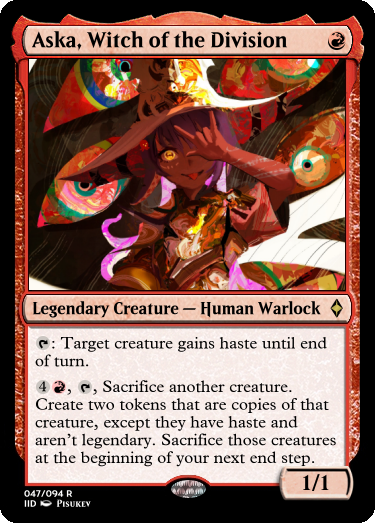 Aska, Witch of the Division
Legendary Creature — Human Warlock
: Target creature gains haste until end
of turn.
4 , , Sacrifice another creature.
Create two tokens that are copies of that
creature, except they have haste and
aren't legendary. Sacrifice those creatures
at the beginning of your next end step.
1/1
047/094 R
IID Pisukev